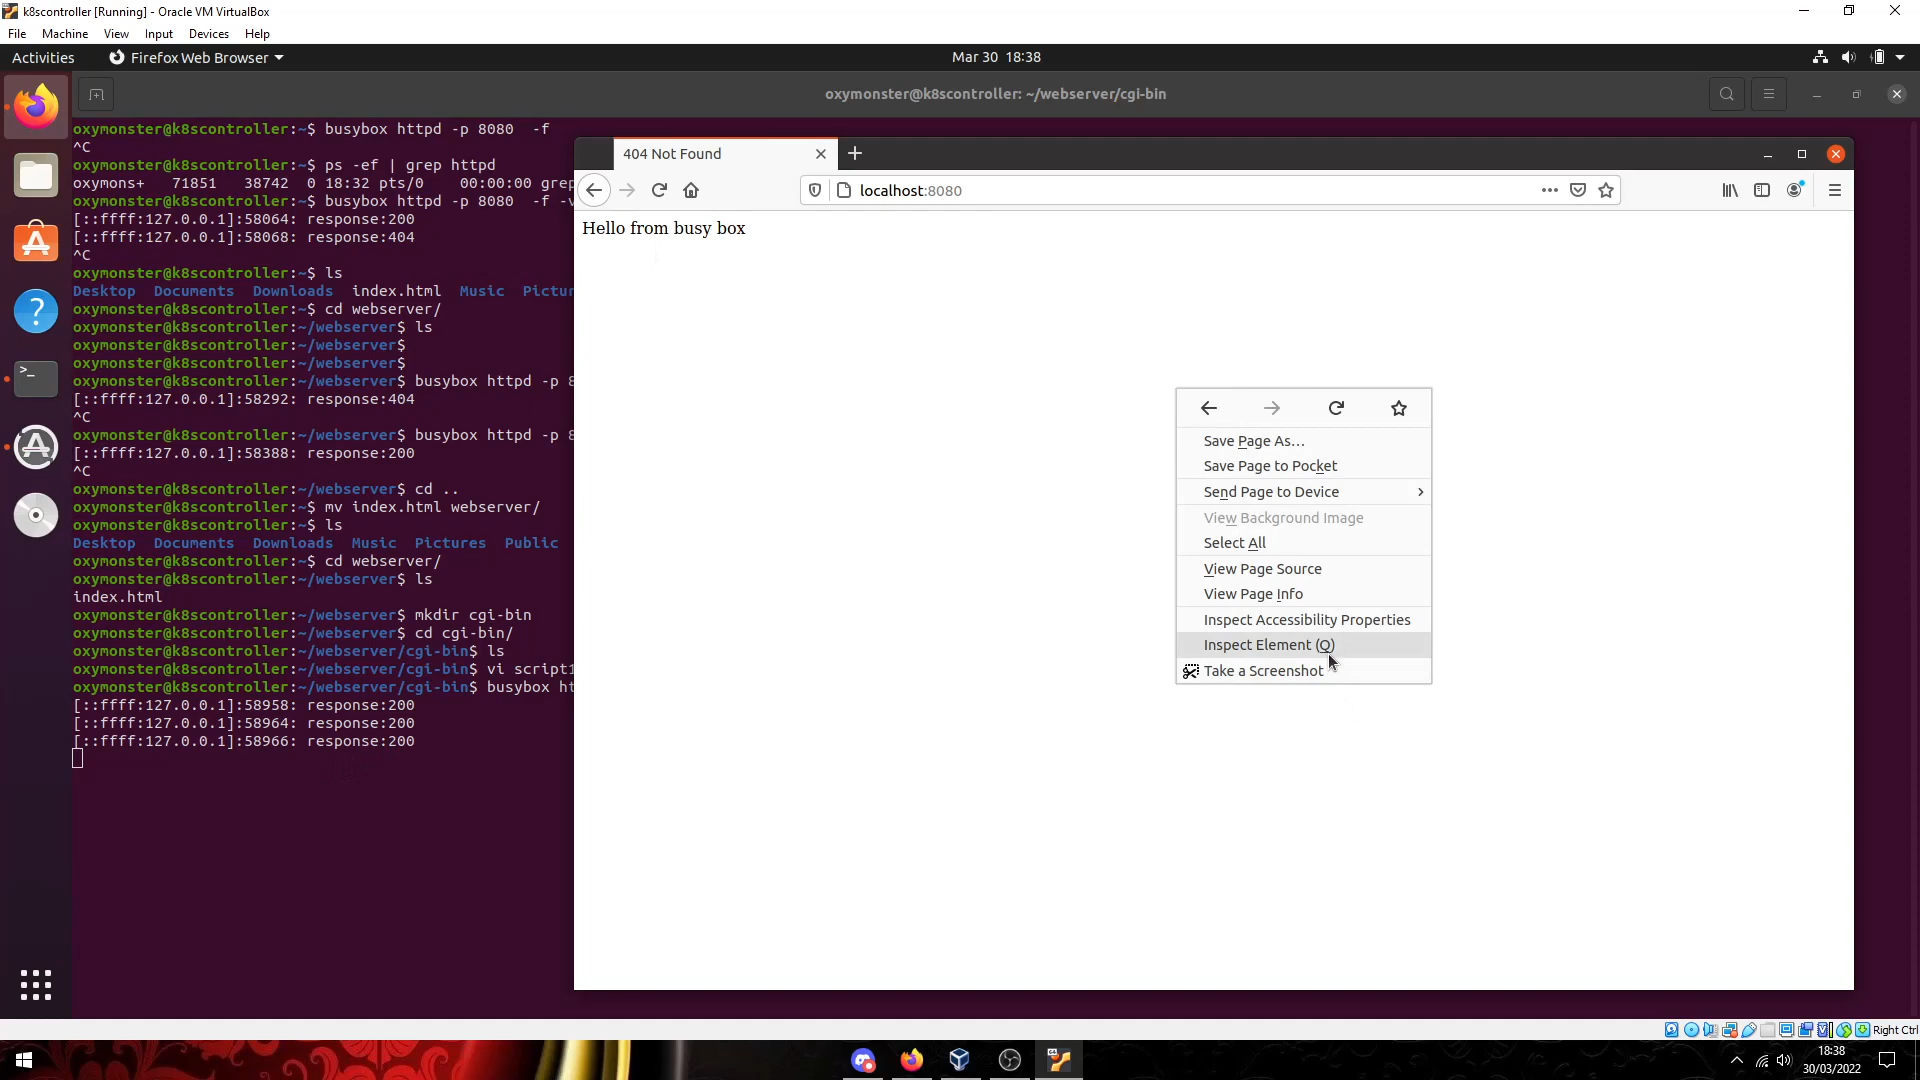 k8scontroller [Running] - Oracle VM VirtualBox
File Machine View Input Devices Help
Activities Firefox Web Browser Mar 30 18:38
oxymonster@k8scontroller: ~/webserver/cgi-bin
oxymonster@k8scontroller:~$ busybox httpd -p 8080 -f
^C
oxymonster@k8scontroller:~$ ps -ef | grep httpd
oxymons+ 71851 38742 0 18:32 pts/0 00:00:00 grep
oxymonster@k8scontroller:~$ busybox httpd -p 8080 -f -v
[::ffff:127.0.0.1]:58064: response:200
[::ffff:127.0.0.1]:58068: response:404
^C
oxymonster@k8scontroller:~$ ls
Desktop Documents Downloads index.html Music Pictur
oxymonster@k8scontroller:~$ cd webserver/
oxymonster@k8scontroller:~/webserver$ ls
oxymonster@k8scontroller:~/webserver$
oxymonster@k8scontroller:~/webserver$
oxymonster@k8scontroller:~/webserver$ busybox httpd -p 8
[::ffff:127.0.0.1]:58292: response:404
^C
oxymonster@k8scontroller:~/webserver$ busybox httpd -p 8
[::ffff:127.0.0.1]:58388: response:200
^C
oxymonster@k8scontroller:~/webserver$ cd ..
oxymonster@k8scontroller:~$ mv index.html webserver/
oxymonster@k8scontroller:~$ ls
Desktop Documents Downloads Music Pictures Public
oxymonster@k8scontroller:~$ cd webserver/
oxymonster@k8scontroller:~/webserver$ ls
index.html
oxymonster@k8scontroller:~/webserver$ mkdir cgi-bin
oxymonster@k8scontroller:~/webserver$ cd cgi-bin/
oxymonster@k8scontroller:~/webserver/cgi-bin$ ls
oxymonster@k8scontroller:~/webserver/cgi-bin$ vi script1
oxymonster@k8scontroller:~/webserver/cgi-bin$ busybox ht
[::ffff:127.0.0.1]:58958: response:200
[::ffff:127.0.0.1]:58964: response:200
[::ffff:127.0.0.1]:58966: response:200
404 Not Found
localhost:8080
Hello from busy box
Save Page As…
Save Page to Pocket
Send Page to Device
View Background Image
Select All
View Page Source
View Page Info
Inspect Accessibility Properties
Inspect Element (Q)
Take a Screenshot
Right Ctrl
18:38
30/03/2022